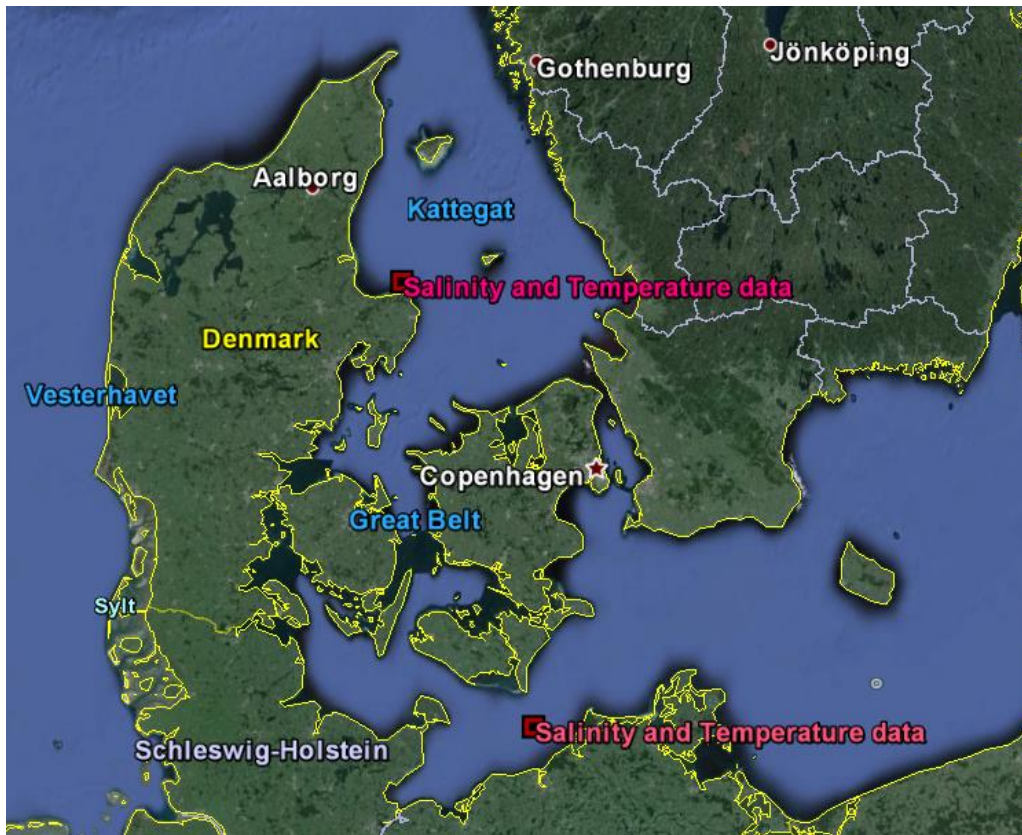 Gothenburg
Jönköping
Aalborg
Kattegat
Salinity and Temperature data
Denmark
Vesterhavet
Copenhagen
Great Belt
Sylt
Salinity and Temperature data
Schleswig-Holstein